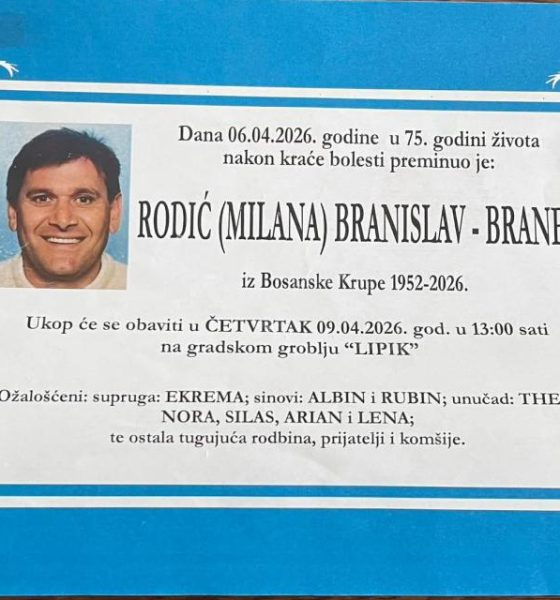 Dana 06.04.2026. godine u 75. godini života
nakon kraće bolesti preminuo je:
RODIĆ (MILANA) BRANISLAV - BRANE
iz Bosanske Krupe 1952-2026.
Ukop će se obaviti u ČETVRTAK 09.04.2026. god. u 13:00 sati
na gradskom groblju “LIPIK”
Ožalošćeni: supruga: EKREMA; sinovi: ALBIN i RUBIN; unučad: THE
NORA, SILAS, ARIAN i LENA;
te ostala tugujuća rodbina, prijatelji i komšije.